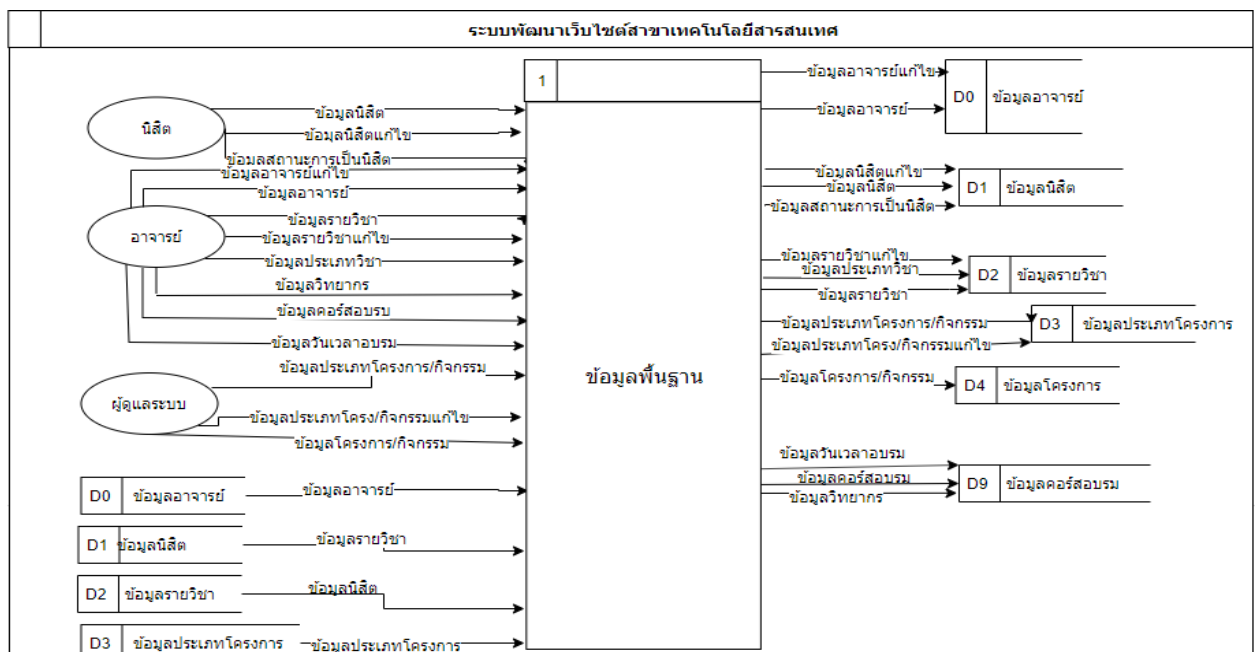 ระบบพัฒนาเว็บไซต์สาขาเทคโนโลยีสารสนเทศ
1
ข้อมูลพื้นฐาน
นิสิต
ข้อมูลนิสิต
ข้อมูลนิสิตแก้ไข
ข้อมูลสถานะการเป็นนิสิต
อาจารย์
ข้อมูลอาจารย์แก้ไข
ข้อมูลอาจารย์
ข้อมูลรายวิชา
ข้อมูลรายวิชาแก้ไข
ข้อมูลประเภทวิชา
ข้อมูลวิทยากร
ข้อมูลคอร์สอบรบ
ข้อมูลวันเวลาอบรม
ผู้ดูแลระบบ
ข้อมูลประเภทโครงการ/กิจกรรม
ข้อมูลประเภทโครง/กิจกรรมแก้ไข
ข้อมูลโครงการ/กิจกรรม
D0 ข้อมูลอาจารย์
ข้อมูลอาจารย์
D1 ข้อมูลนิสิต
ข้อมูลรายวิชา
D2 ข้อมูลรายวิชา
ข้อมูลนิสิต
D3 ข้อมูลประเภทโครงการ
ข้อมูลประเภทโครงการ
ข้อมูลอาจารย์แก้ไข
ข้อมูลอาจารย์
D0 ข้อมูลอาจารย์
ข้อมูลนิสิตแก้ไข
ข้อมูลนิสิต
ข้อมูลสถานะการเป็นนิสิต
D1 ข้อมูลนิสิต
ข้อมูลรายวิชาแก้ไข
ข้อมูลประเภทวิชา
ข้อมูลรายวิชา
D2 ข้อมูลรายวิชา
ข้อมูลประเภทโครงการ/กิจกรรม
ข้อมูลประเภทโครง/กิจกรรมแก้ไข
D3 ข้อมูลประเภทโครงการ
ข้อมูลโครงการ/กิจกรรม
D4 ข้อมูลโครงการ
ข้อมูลวันเวลาอบรม
ข้อมูลคอร์สอบรม
ข้อมูลวิทยากร
D9 ข้อมูลคอร์สอบรม